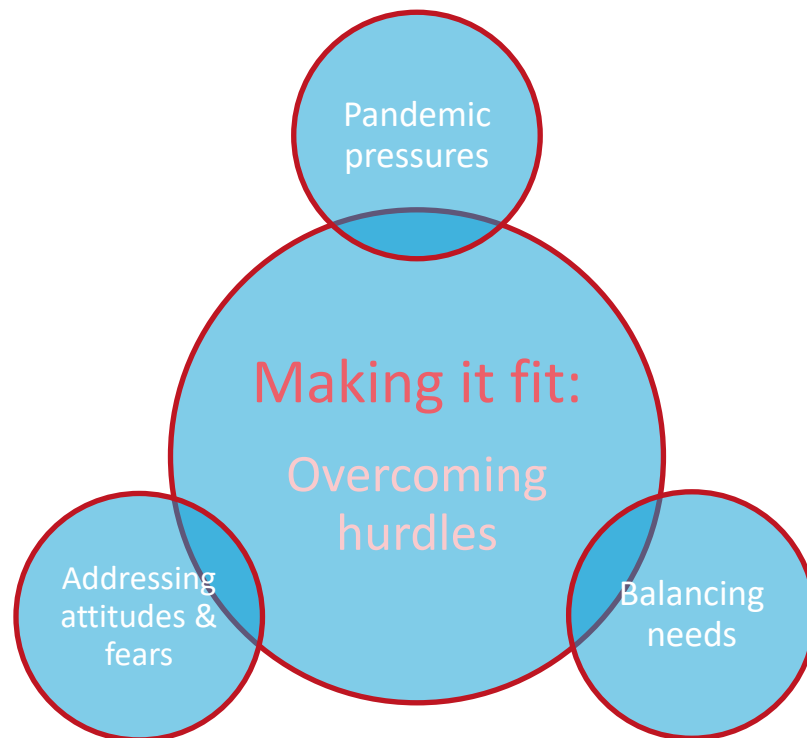 Pandemic
pressures
Making it fit:
Overcoming
hurdles
Addressing
attitudes &
fears
Balancing
needs